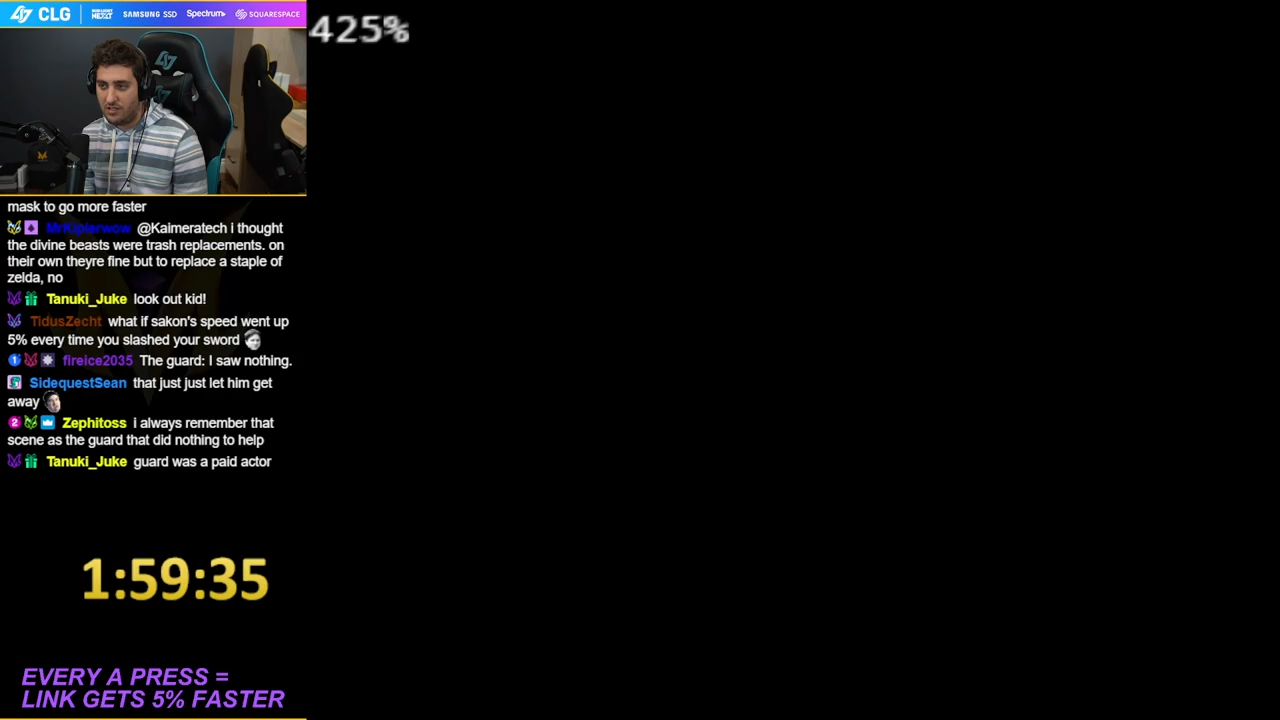 CLG
SAMSUNG SSD
Spectrum
SQUARESPACE
425%
mask to go more faster
MrKiplerwow @Kaimeratech i thought
the divine beasts were trash replacements. on
their own theyre fine but to replace a staple of
zelda, no
Tanuki_Juke look out kid!
TidusZecht what if sakon's speed went up
5% every time you slashed your sword
1 fireice2035 The guard: I saw nothing.
SidequestSean that just just let him get
away
2 Zephitoss i always remember that
scene as the guard that did nothing to help
Tanuki_Juke guard was a paid actor
1:59:35
EVERY A PRESS =
LINK GETS 5% FASTER